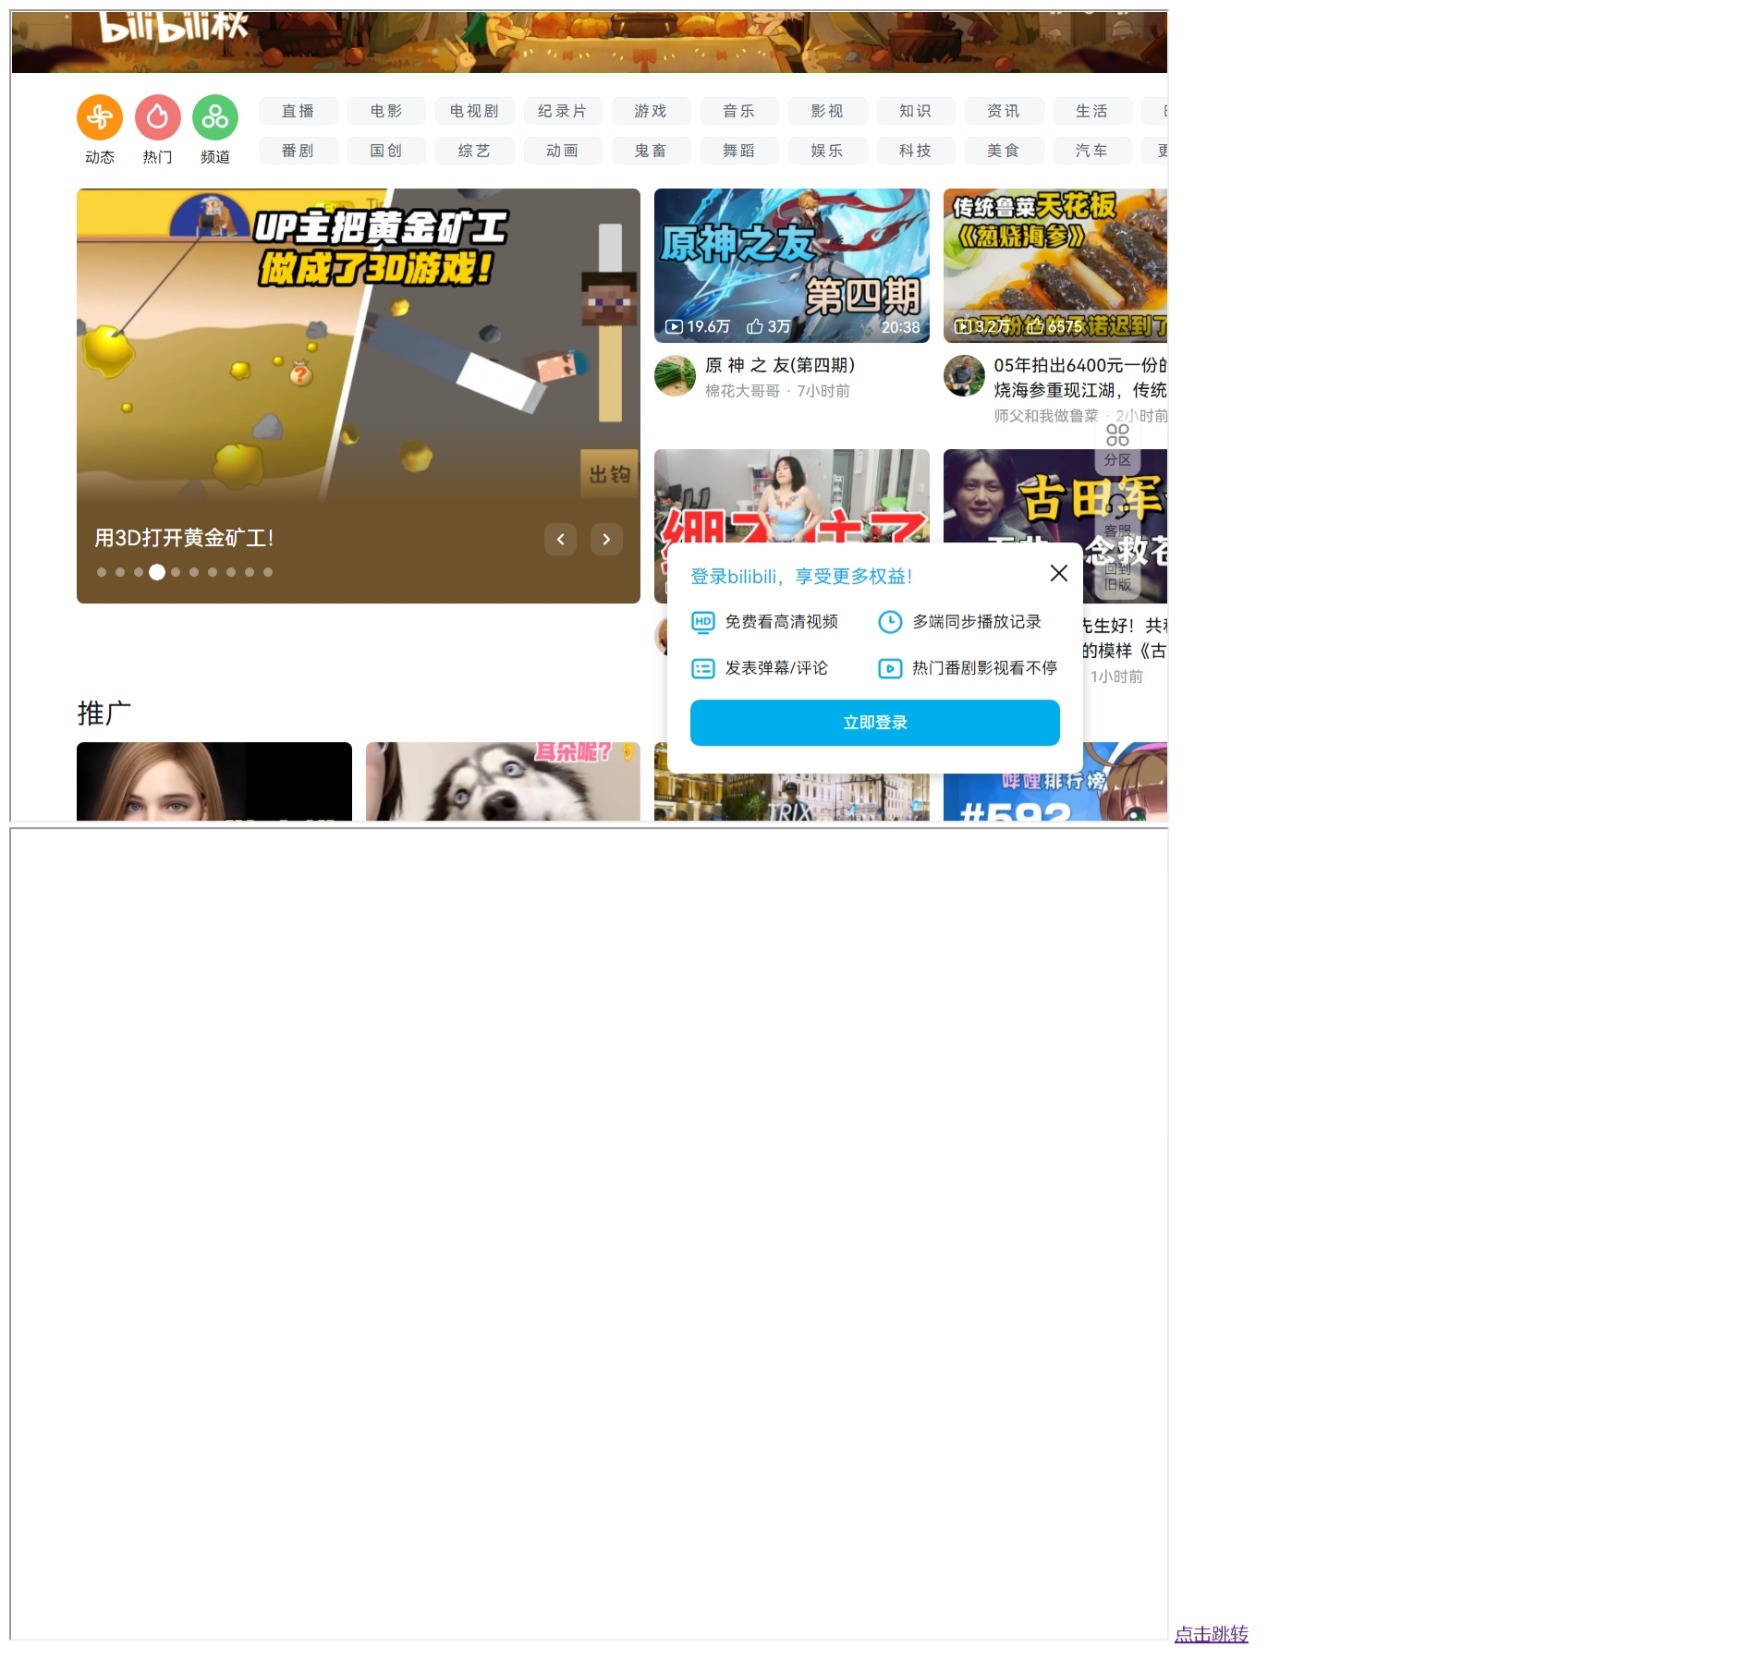 bilibili秋
直播 电影 电视剧 纪录片 游戏 音乐 影视 知识 资讯 生活
动态 热门 频道
番剧 国创 综艺 动画 鬼畜 舞蹈 娱乐 科技 美食 汽车
UP主把黄金矿工
做成了3D游戏!
出钩
用3D打开黄金矿工!
原神之友
第四期
19.6万 3万 20:38
原 神 之 友(第四期)
棉花大哥哥 · 7小时前
传统鲁菜天花板
《葱烧海参》
粉丝的承诺迟到了
3.2万 6575
05年拍出6400元一份的
烧海参重现江湖，传统
师父和我做鲁菜 · 2小时前
分区
客服
回到
旧版
绷不住了
古田军
念救苍
先生好！共和
的模样《古
1小时前
登录bilibili，享受更多权益！
HD 免费看高清视频 多端同步播放记录
发表弹幕/评论 热门番剧影视看不停
立即登录
推广
耳朵呢?
TRIX
哔哩排行榜
#592
点击跳转